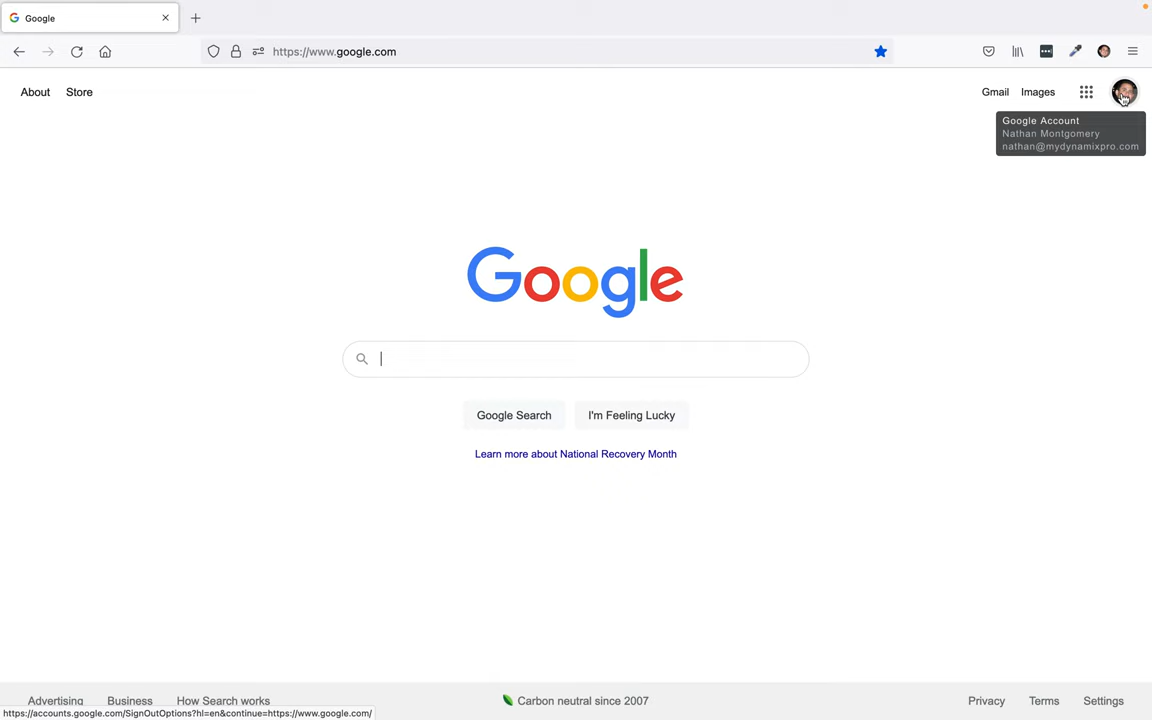 Google
https://www.google.com
About
Store
Gmail
Images
Google Account
Nathan Montgomery
nathan@mydynamixpro.com
Google
Google Search
I'm Feeling Lucky
Learn more about National Recovery Month
Advertising
Business
How Search works
Carbon neutral since 2007
Privacy
Terms
Settings
https://accounts.google.com/SignOutOptions?hl=en&continue=https://www.google.com/